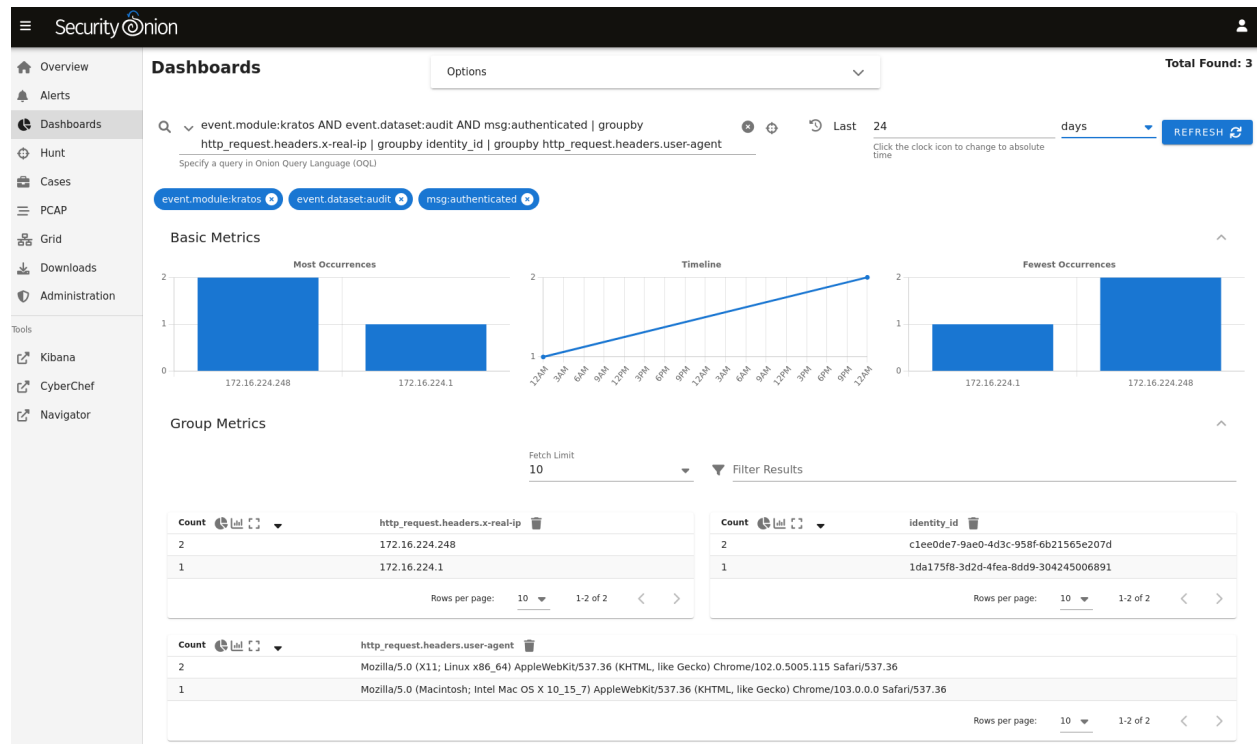 Security Onion
Overview
Alerts
Dashboards
Hunt
Cases
PCAP
Grid
Downloads
Administration
Tools
Kibana
CyberChef
Navigator
Dashboards
Options
Total Found: 3
event.module:kratos AND event.dataset:audit AND msg:authenticated | groupby
http_request.headers.x-real-ip | groupby identity_id | groupby http_request.headers.user-agent
Specify a query in Onion Query Language (OQL)
Last 24 days
Click the clock icon to change to absolute
time
REFRESH
event.module:kratos event.dataset:audit msg:authenticated
Basic Metrics
Most Occurrences
2
1
0
172.16.224.248 172.16.224.1
Timeline
2
1
12AM 3AM 6AM 9AM 12PM 3PM 6PM 9PM 12AM 3AM 6AM 9AM 12PM 3PM 6PM 9PM 12AM
Fewest Occurrences
2
1
0
172.16.224.1 172.16.224.248
Group Metrics
Fetch Limit
10
Filter Results
Count http_request.headers.x-real-ip
2 172.16.224.248
1 172.16.224.1
Rows per page: 10 1-2 of 2
Count identity_id
2 c1ee0de7-9ae0-4d3c-958f-6b21565e207d
1 1da175f8-3d2d-4fea-8dd9-304245006891
Rows per page: 10 1-2 of 2
Count http_request.headers.user-agent
2 Mozilla/5.0 (X11; Linux x86_64) AppleWebKit/537.36 (KHTML, like Gecko) Chrome/102.0.5005.115 Safari/537.36
1 Mozilla/5.0 (Macintosh; Intel Mac OS X 10_15_7) AppleWebKit/537.36 (KHTML, like Gecko) Chrome/103.0.0.0 Safari/537.36
Rows per page: 10 1-2 of 2